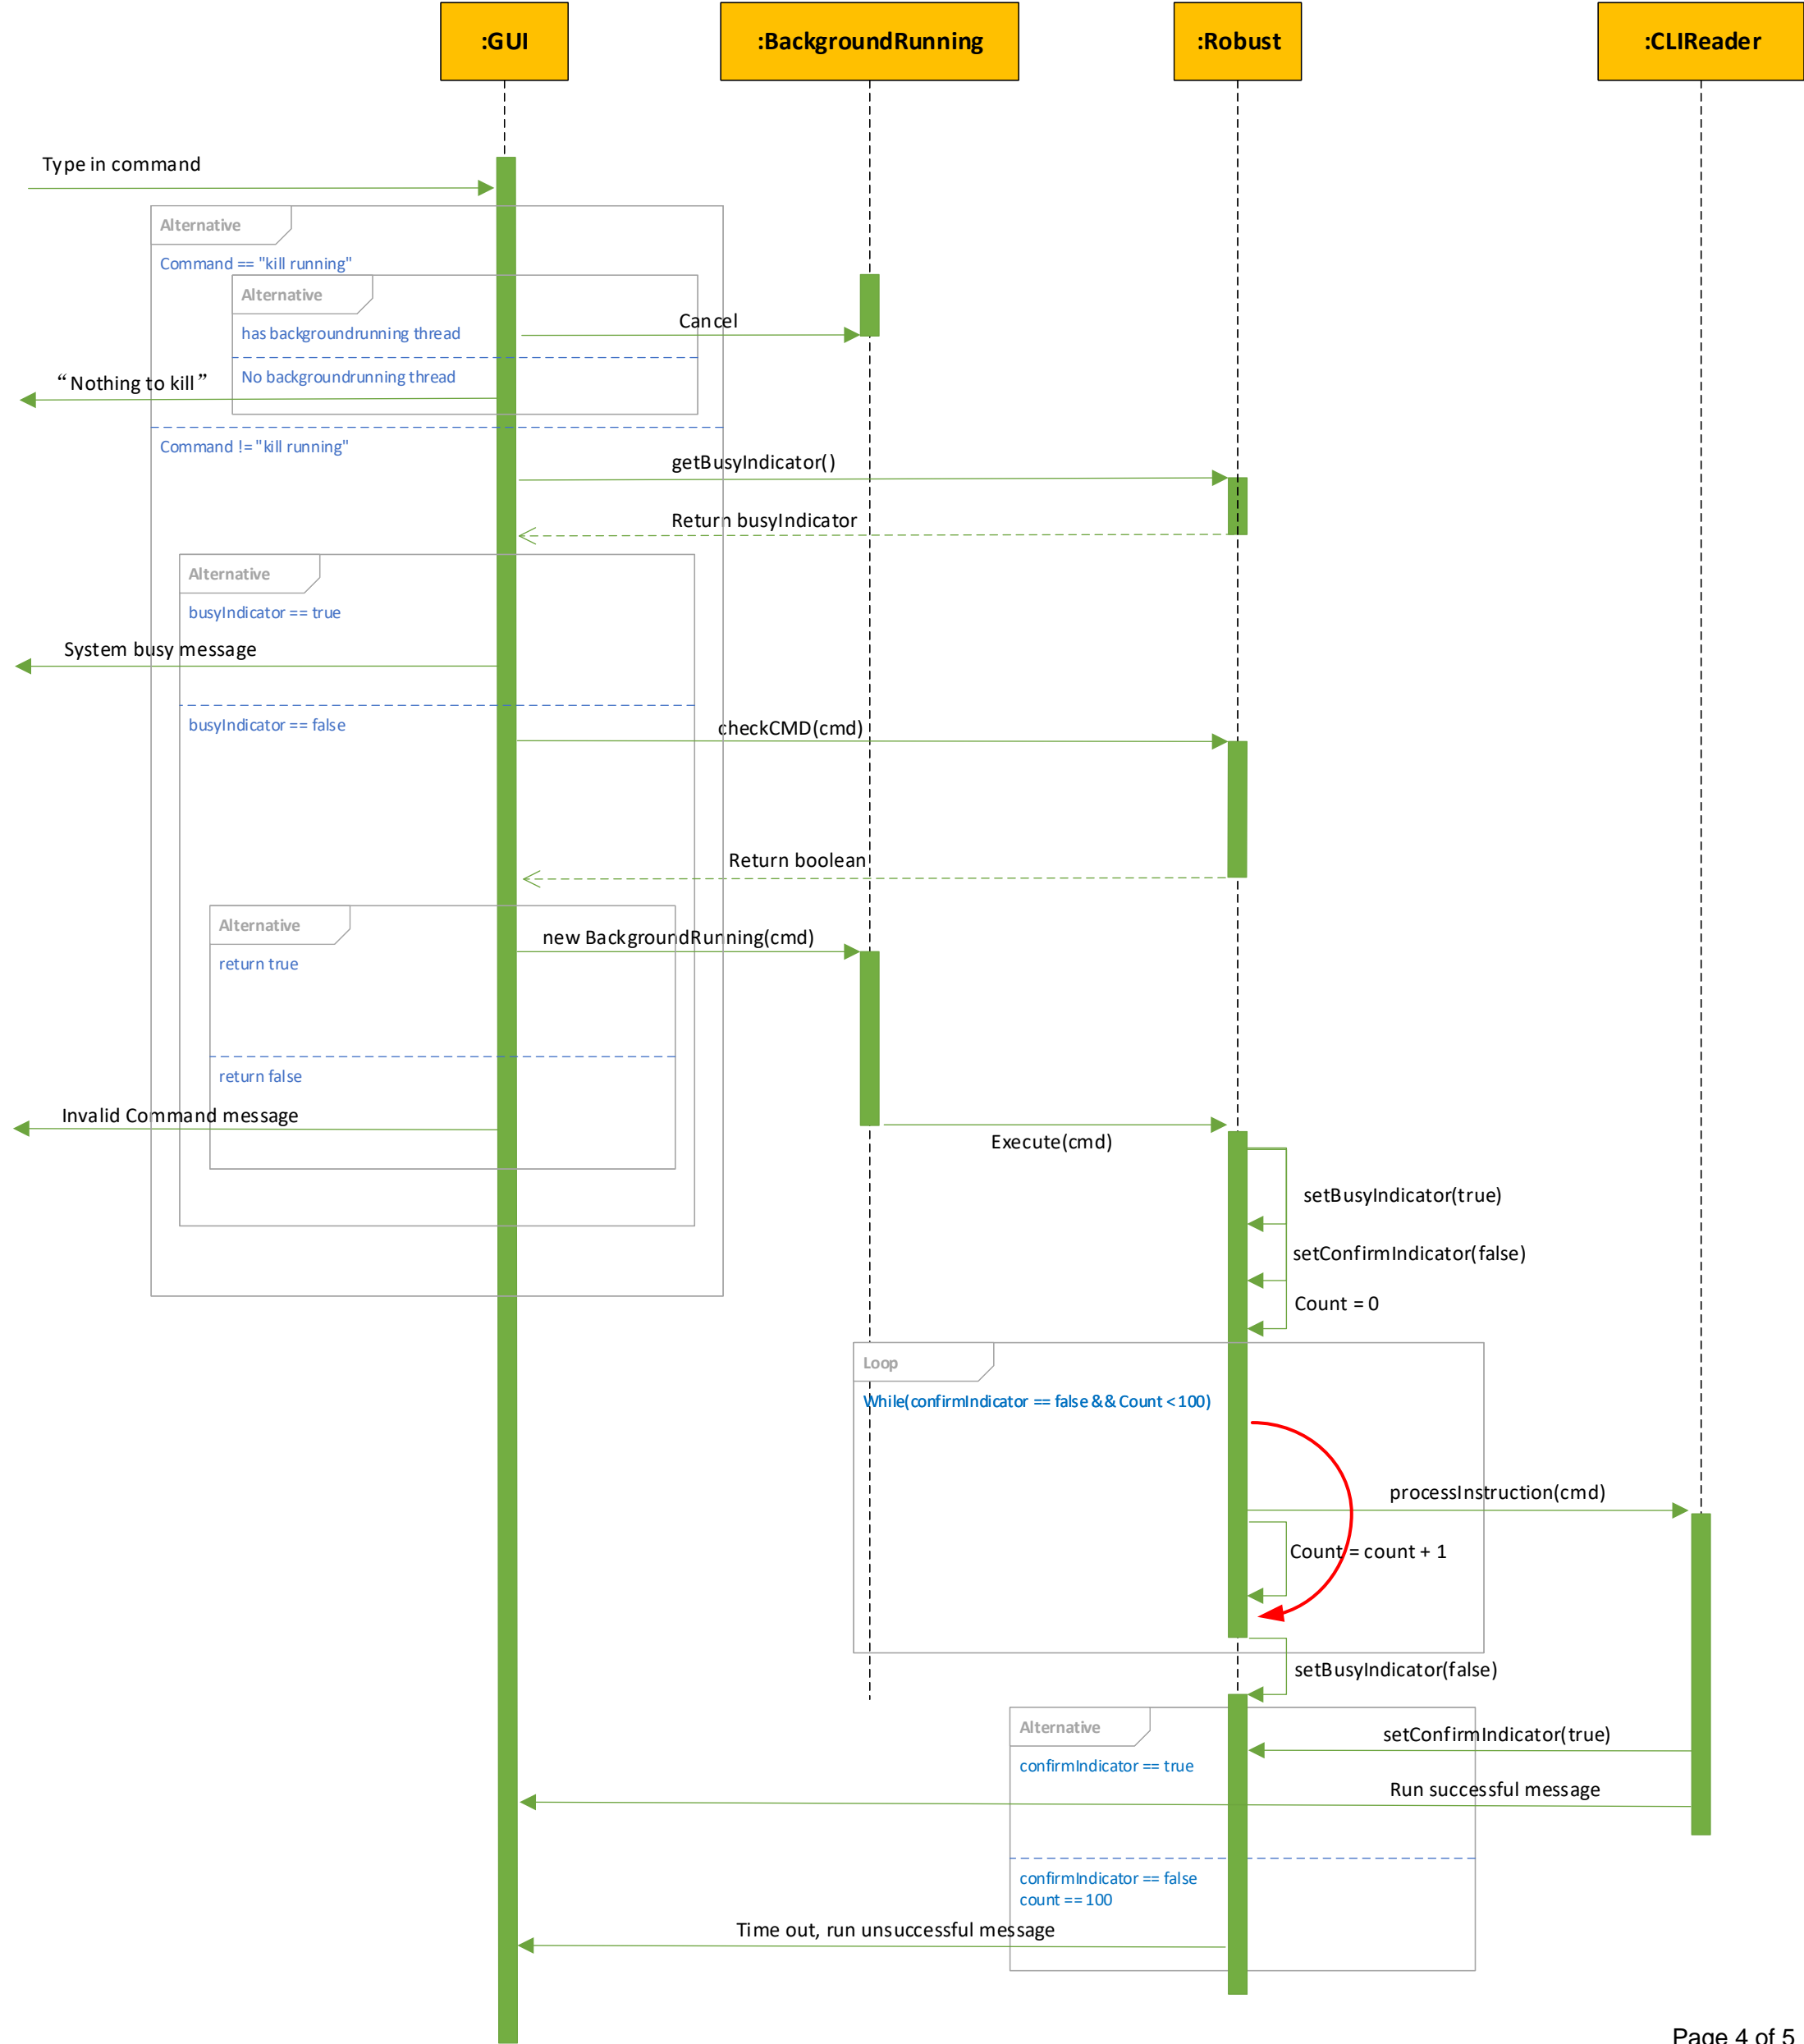 :GUI
:BackgroundRunning
:Robust
:CLIReader
Type in command
Alternative
Command == "kill running"
Alternative
has backgroundrunning thread
Cancel
No backgroundrunning thread
“Nothing to kill”
Command != "kill running"
getBusyIndicator()
Return busyIndicator
Alternative
busyIndicator == true
System busy message
busyIndicator == false
checkCMD(cmd)
Return boolean
Alternative
new BackgroundRunning(cmd)
return true
return false
Invalid Command message
Execute(cmd)
setBusyIndicator(true)
setConfirmIndicator(false)
Count = 0
Loop
While(confirmIndicator == false && Count < 100)
processInstruction(cmd)
Count = count + 1
setBusyIndicator(false)
Alternative
setConfirmIndicator(true)
confirmIndicator == true
Run successful message
confirmIndicator == false
count == 100
Time out, run unsuccessful message
Page 4 of 5